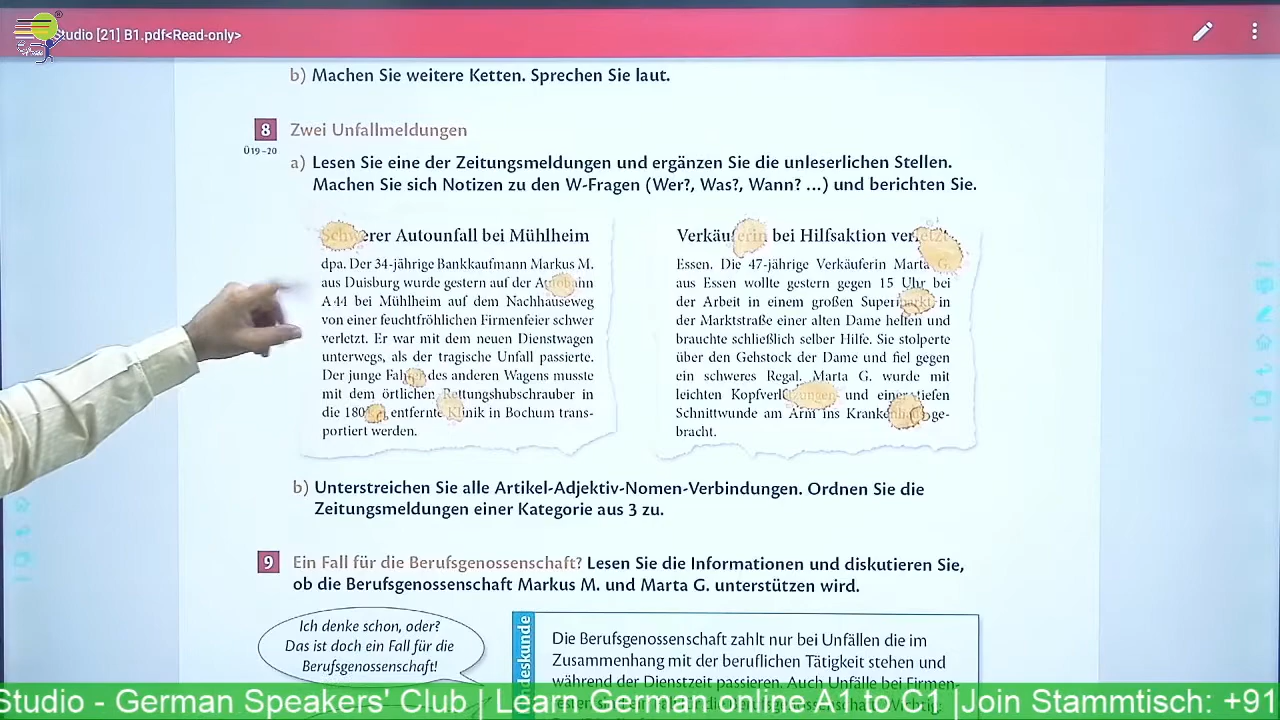 Studio [21] B1.pdf<Read-only>
b) Machen Sie weitere Ketten. Sprechen Sie laut.
8 Zwei Unfallmeldungen
Ü19–20
a) Lesen Sie eine der Zeitungsmeldungen und ergänzen Sie die unleserlichen Stellen.
Machen Sie sich Notizen zu den W-Fragen (Wer?, Was?, Wann? ...) und berichten Sie.
Schwerer Autounfall bei Mühlheim
dpa. Der 34-jährige Bankkaufmann Markus M.
aus Duisburg wurde gestern auf der Autobahn
A 44 bei Mühlheim auf dem Nachhauseweg
von einer feuchtfröhlichen Firmenfeier schwer
verletzt. Er war mit dem neuen Dienstwagen
unterwegs, als der tragische Unfall passierte.
Der junge Fahrer des anderen Wagens musste
mit dem örtlichen Rettungshubschrauber in
die 180 entfernte Klinik in Bochum trans-
portiert werden.
Verkäuferin bei Hilfsaktion verletzt
Essen. Die 47-jährige Verkäuferin Marta G.
aus Essen wollte gestern gegen 15 Uhr bei
der Arbeit in einem großen Supermarkt in
der Marktstraße einer alten Dame helfen und
brauchte schließlich selber Hilfe. Sie stolperte
über den Gehstock der Dame und fiel gegen
ein schweres Regal. Marta G. wurde mit
leichten Kopfverletzungen und einer tiefen
Schnittwunde am Arm ins Krankenhaus ge-
bracht.
b) Unterstreichen Sie alle Artikel-Adjektiv-Nomen-Verbindungen. Ordnen Sie die
Zeitungsmeldungen einer Kategorie aus 3 zu.
9 Ein Fall für die Berufsgenossenschaft? Lesen Sie die Informationen und diskutieren Sie,
ob die Berufsgenossenschaft Markus M. und Marta G. unterstützen wird.
Ich denke schon, oder?
Das ist doch ein Fall für die
Berufsgenossenschaft!
Die Berufsgenossenschaft zahlt nur bei Unfällen die im
Zusammenhang mit der beruflichen Tätigkeit stehen und
während der Dienstzeit passieren. Auch Unfälle bei Firmen-
Studio - German Speakers' Club | Learn German Online A1 to C1 |Join Stammtisch: +91